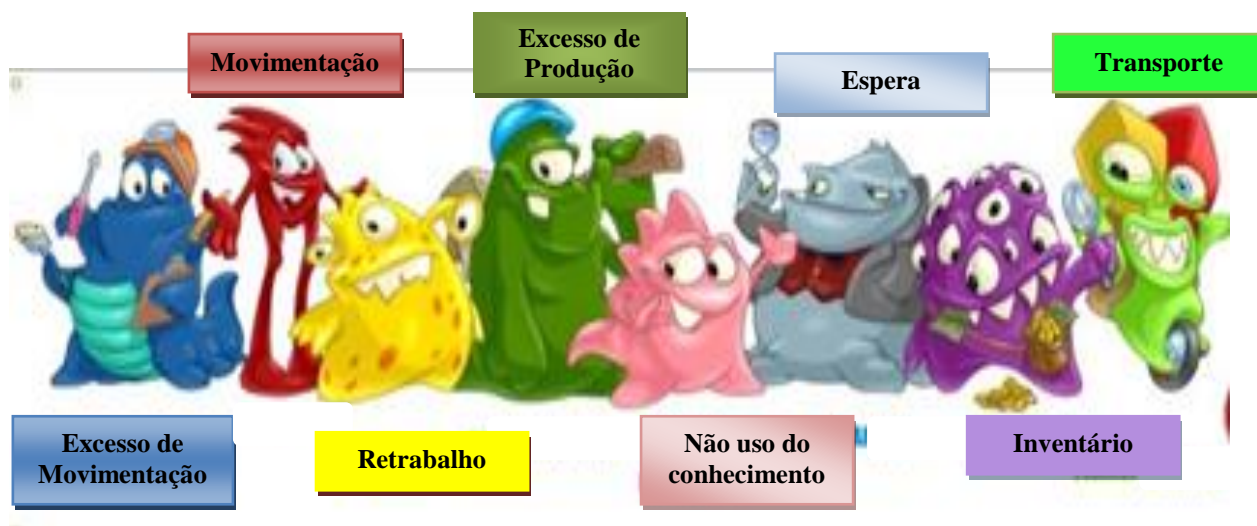 Movimentação
Excesso de
Produção
Espera
Transporte
Excesso de
Movimentação
Retrabalho
Não uso do
conhecimento
Inventário